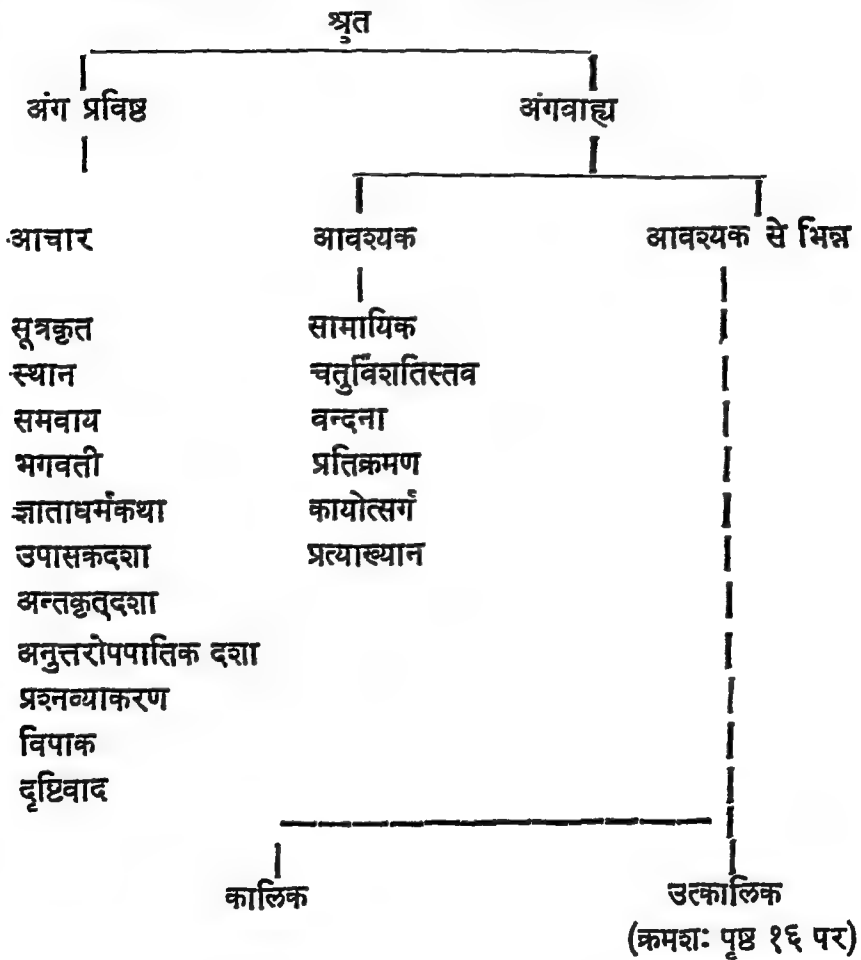 श्रुत
अंग प्रविष्ठ अंगवाह्य
आचार आवश्यक आवश्यक से भिन्न
सूत्रकृत सामायिक
स्थान चतुर्विंशतिस्तव
समवाय वन्दना
भगवती प्रतिक्रमण
ज्ञाताधर्मकथा कायोत्सर्ग
उपासकदशा प्रत्याख्यान
अन्तकृत्दशा
अनुत्तरोपपातिक दशा
प्रश्नव्याकरण
विपाक
दृष्टिवाद
कालिक उत्कालिक
(क्रमशः पृष्ठ १६ पर)